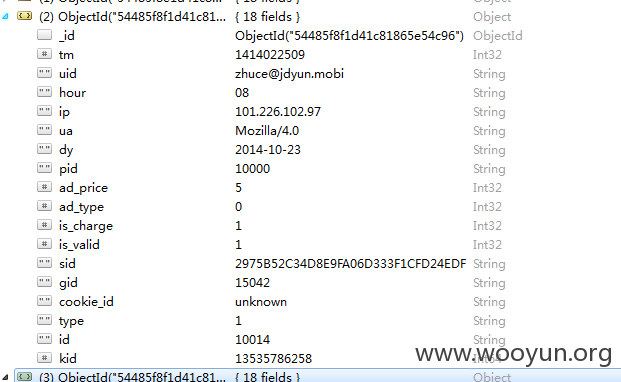 (1) ObjectId("54485f8f1d41c8... { 18 fields } Object
(2) ObjectId("54485f8f1d41c81... { 18 fields } Object
_id ObjectId("54485f8f1d41c81865e54c96") ObjectId
# tm 1414022509 Int32
"" uid zhuce@jdyun.mobi String
"" hour 08 String
"" ip 101.226.102.97 String
"" ua Mozilla/4.0 String
"" dy 2014-10-23 String
"" pid 10000 String
# ad_price 5 Int32
# ad_type 0 Int32
# is_charge 1 Int32
# is_valid 1 Int32
"" sid 2975B52C34D8E9FA06D333F1CFD24EDF String
"" gid 15042 String
"" cookie_id unknown String
"" type 1 String
"" id 10014 String
# kid 13535786258 Int64
www.wooyun.org
(3) ObjectId("54485f8f1d41c81... { 18 fields } Object